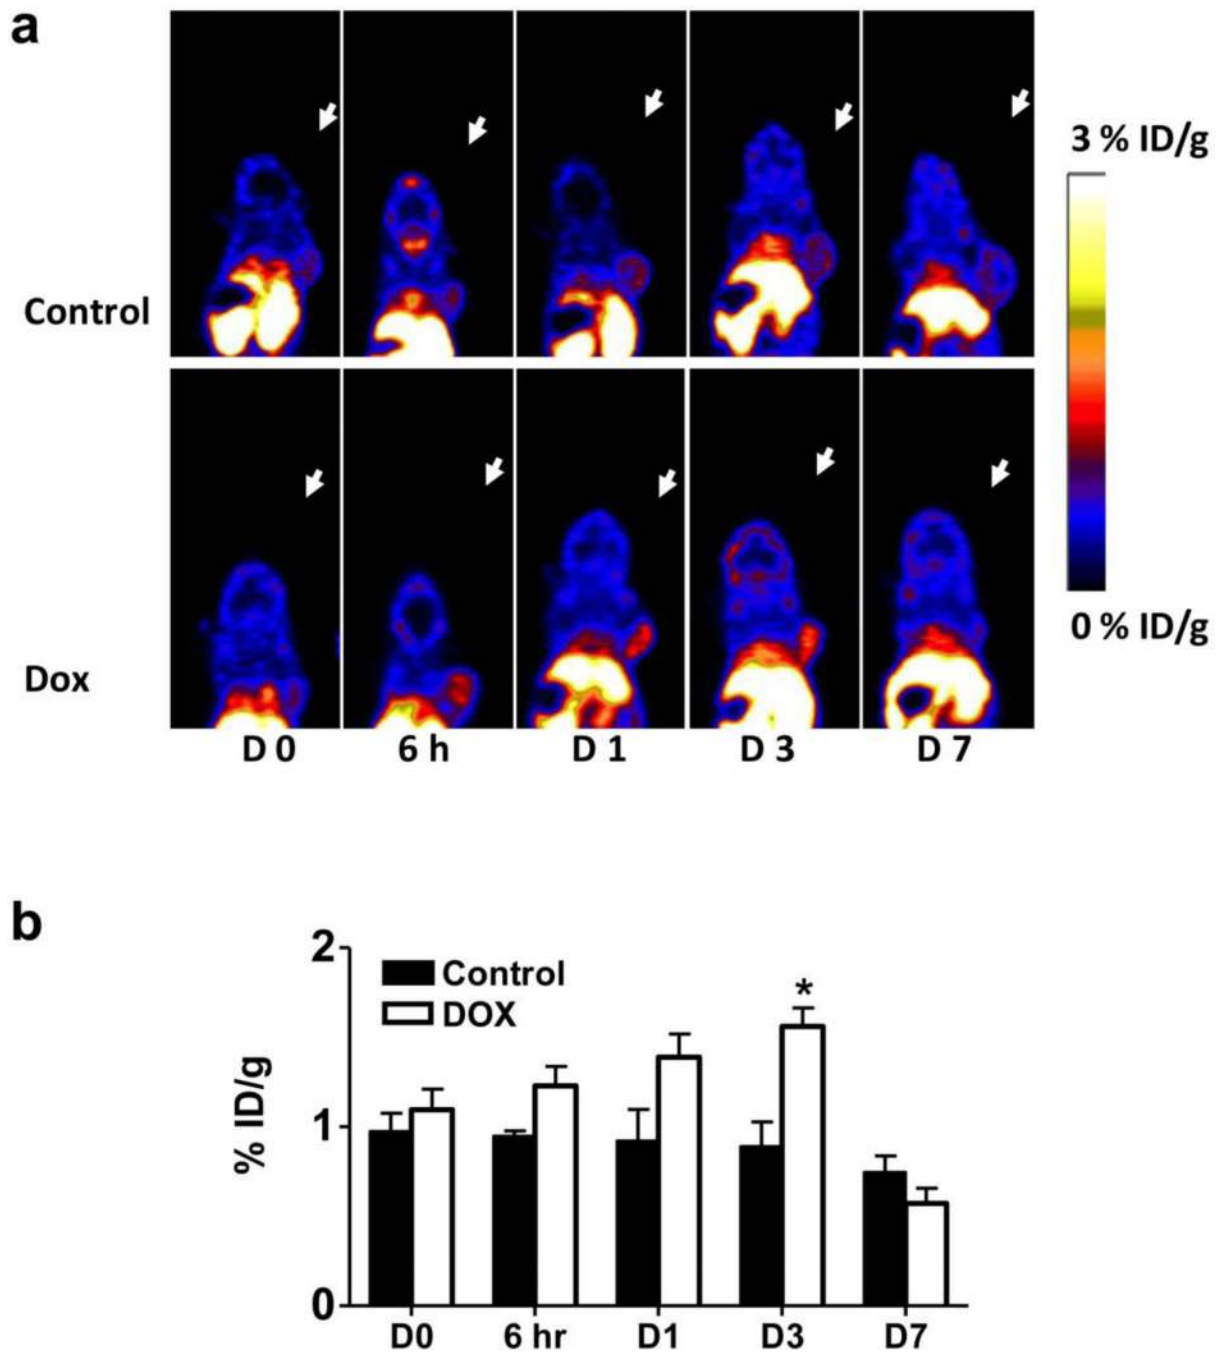 a
3 % ID/g
Control
0 % ID/g
Dox
D 0 6 h D 1 D 3 D 7
b
2
Control
*
DOX
% ID/g
1
0
D0 6 hr D1 D3 D7